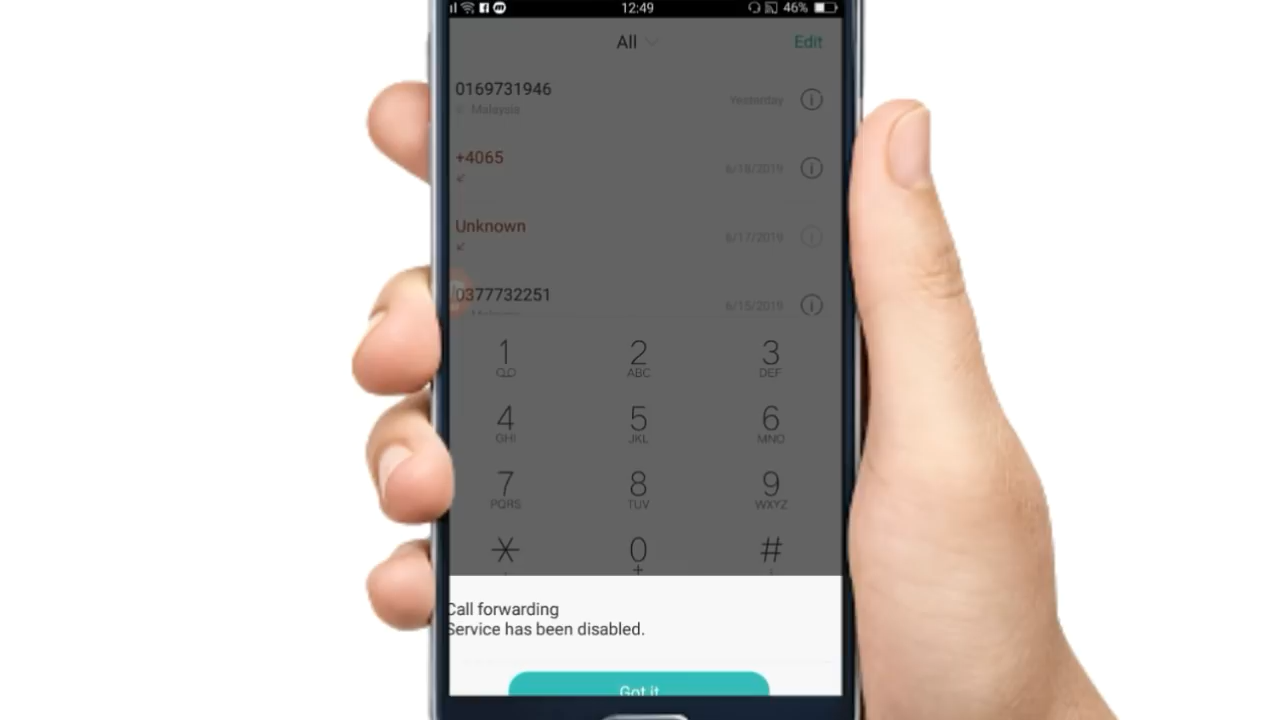 12:49
46%
All
Edit
0169731946
Yesterday
Malaysia
+4065
6/18/2019
Unknown
6/17/2019
0377732251
6/15/2019
1 2 3
ABC DEF
4 5 6
GHI JKL MNO
7 8 9
PQRS TUV WXYZ
* 0 #
+
Call forwarding
Service has been disabled.
Got it